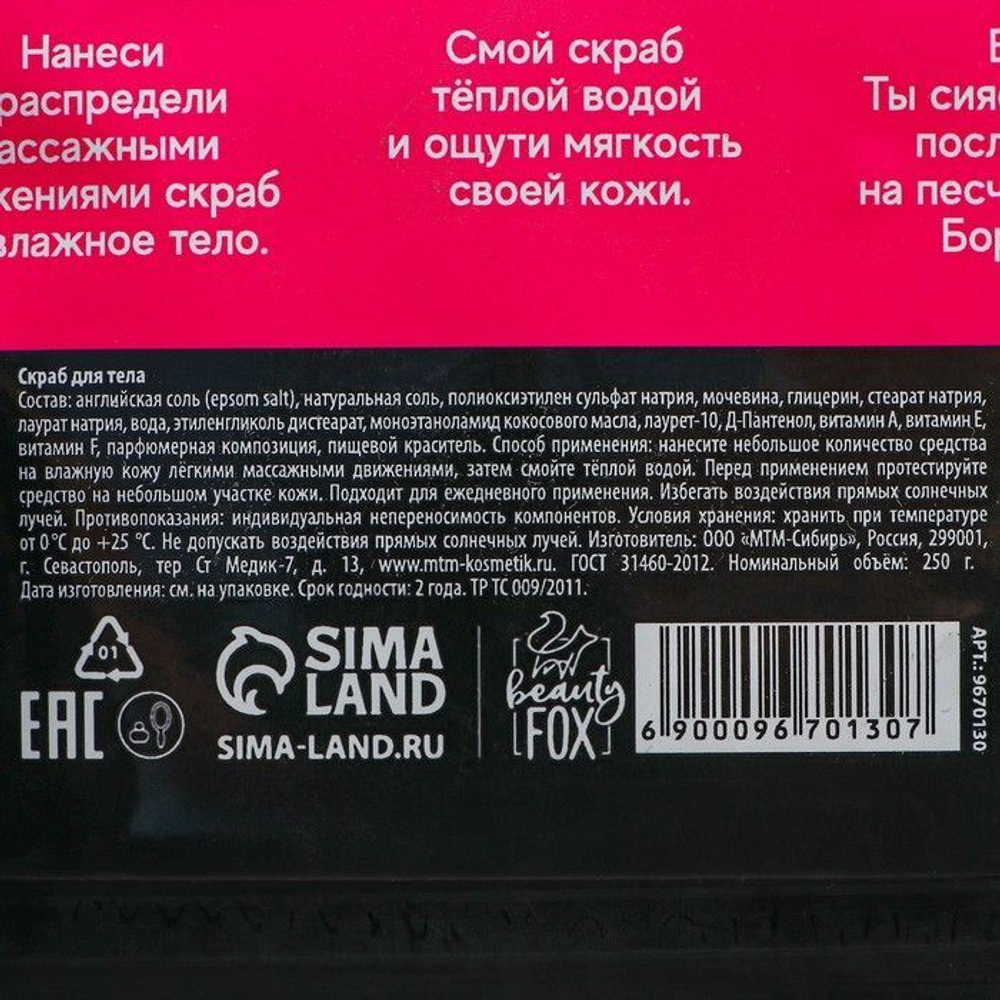 Нанеси
распредели
ассажными
жениями скраб
влажное тело.
Смой скраб
тёплой водой
и ощути мягкость
своей кожи.
Ты сия
посл
на песч
Бор
Скраб для тела
Состав: английская соль (epsom salt), натуральная соль, полиоксиэтилен сульфат натрия, мочевина, глицерин, стеарат натрия,
лаурат натрия, вода, этиленгликоль дистеарат, моноэтаноламид кокосового масла, лаурет-10, Д-Пантенол, витамин А, витамин Е,
витамин F, парфюмерная композиция, пищевой краситель. Способ применения: нанесите небольшое количество средства
на влажную кожу лёгкими массажными движениями, затем смойте тёплой водой. Перед применением протестируйте
средство на небольшом участке кожи. Подходит для ежедневного применения. Избегать воздействия прямых солнечных
лучей. Противопоказания: индивидуальная непереносимость компонентов. Условия хранения: хранить при температуре
от 0°С до +25 °С. Не допускать воздействия прямых солнечных лучей. Изготовитель: ООО «МТМ-Сибирь», Россия, 299001,
г. Севастополь, тер Ст Медик-7, д. 13, www.mtm-kosmetik.ru. ГОСТ 31460-2012. Номинальный объём: 250 г.
Дата изготовления: см. на упаковке. Срок годности: 2 года. ТР ТС 009/2011.
01
EAC
SIMA
LAND
SIMA-LAND.RU
beauty
FOX
6 900096 701307
АРТ.: 9670130